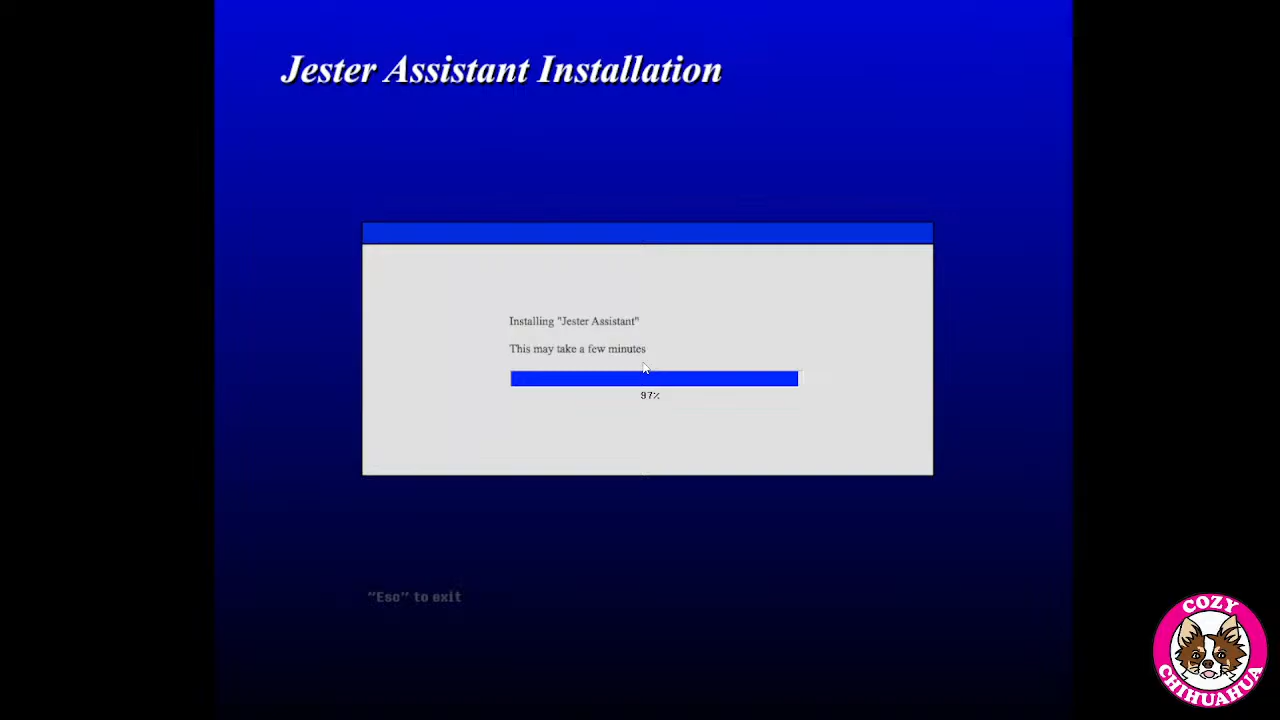 Jester Assistant Installation
Installing "Jester Assistant"
This may take a few minutes
97%
"Esc" to exit
COZY
CHIHUAHUA